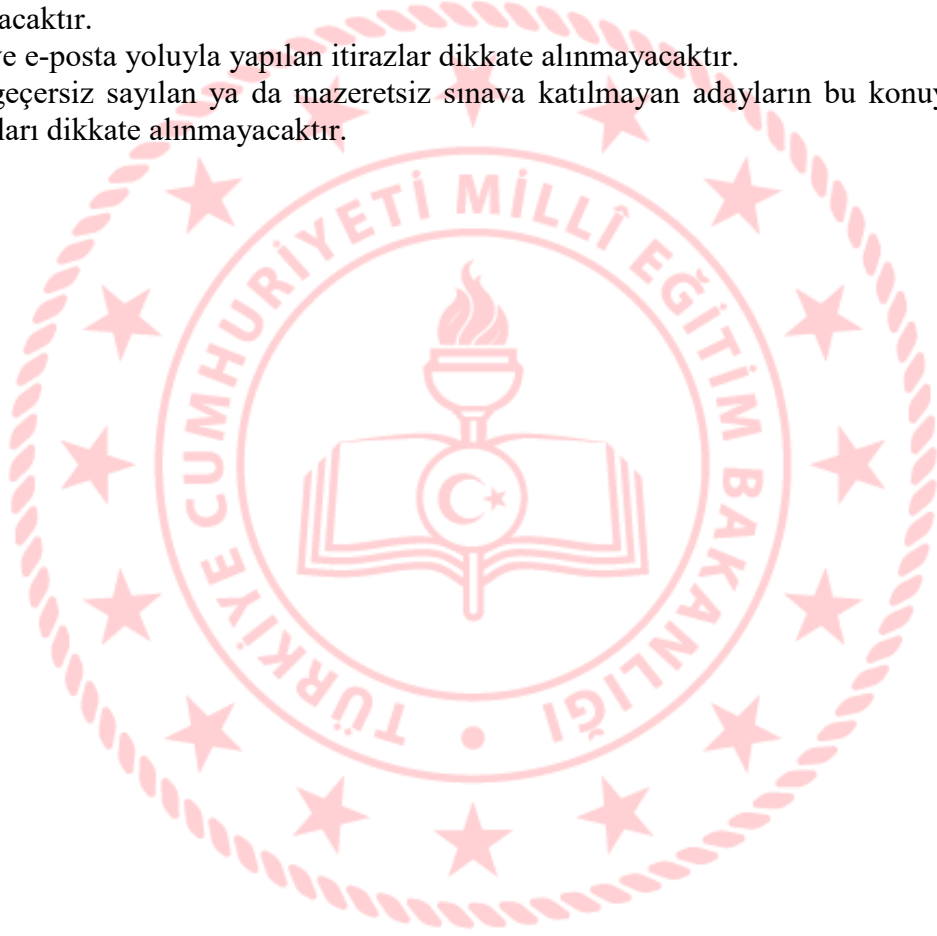 acaktır.
ve e-posta yoluyla yapılan itirazlar dikkate alınmayacaktır.
geçersiz sayılan ya da mazeretsiz sınava katılmayan adayların bu konuy
ları dikkate alınmayacaktır.
TÜRKİYE CUMHURİYETİ MİLLÎ EĞİTİM BAKANLIĞI